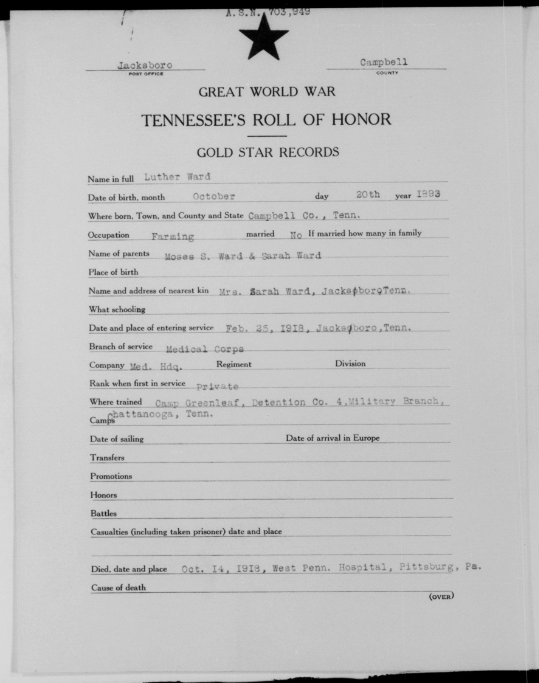 A.S.N. 703,949
Jacksboro Campbell
POST OFFICE COUNTY
GREAT WORLD WAR
TENNESSEE'S ROLL OF HONOR
GOLD STAR RECORDS
Name in full Luther Ward
Date of birth, month October day 20th year 1893
Where born, Town, and County and State Campbell Co., Tenn.
Occupation Farming married No If married how many in family
Name of parents Moses S. Ward & Sarah Ward
Place of birth
Name and address of nearest kin Mrs. Sarah Ward, Jacksboro, Tenn.
What schooling
Date and place of entering service Feb. 25, 1918, Jacksboro, Tenn.
Branch of service Medical Corps
Company Med. Hdq. Regiment Division
Rank when first in service Private
Where trained Camp Greenleaf, Detention Co. 4, Military Branch,
Camps Chattanooga, Tenn.
Date of sailing Date of arrival in Europe
Transfers
Promotions
Honors
Battles
Casualties (including taken prisoner) date and place
Died, date and place Oct. 14, 1918, West Penn. Hospital, Pittsburg, Pa.
Cause of death
(OVER)